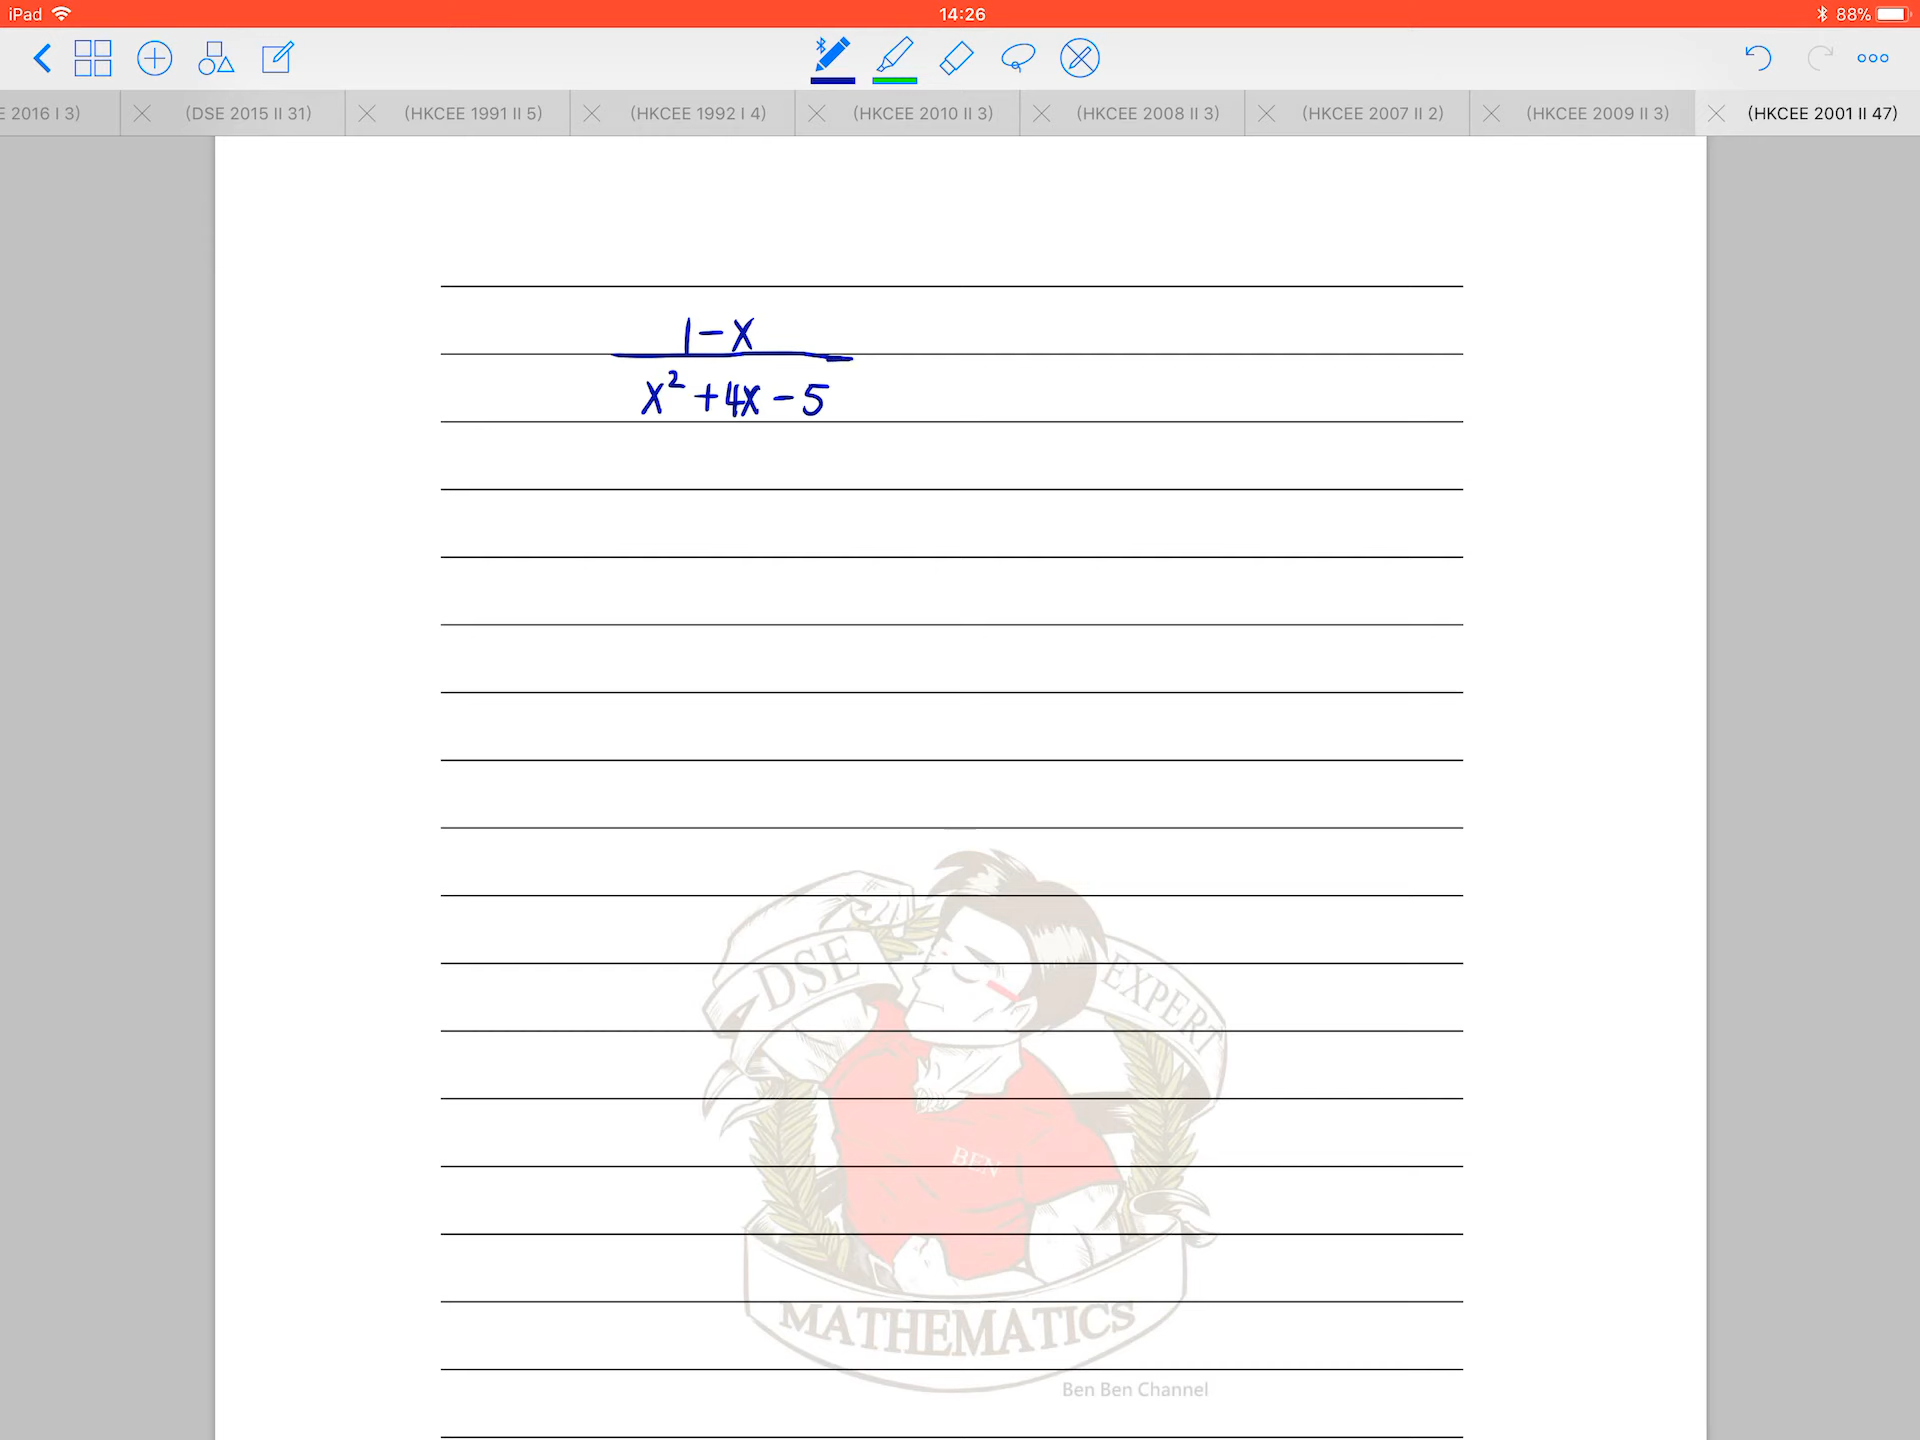 iPad 14:26 88%
E 2016 I 3) (DSE 2015 II 31) (HKCEE 1991 II 5) (HKCEE 1992 I 4) (HKCEE 2010 II 3) (HKCEE 2008 II 3) (HKCEE 2007 II 2) (HKCEE 2009 II 3) (HKCEE 2001 II 47)
1-x
x²+4x-5
DSE EXPERT
BEN
MATHEMATICS
Ben Ben Channel